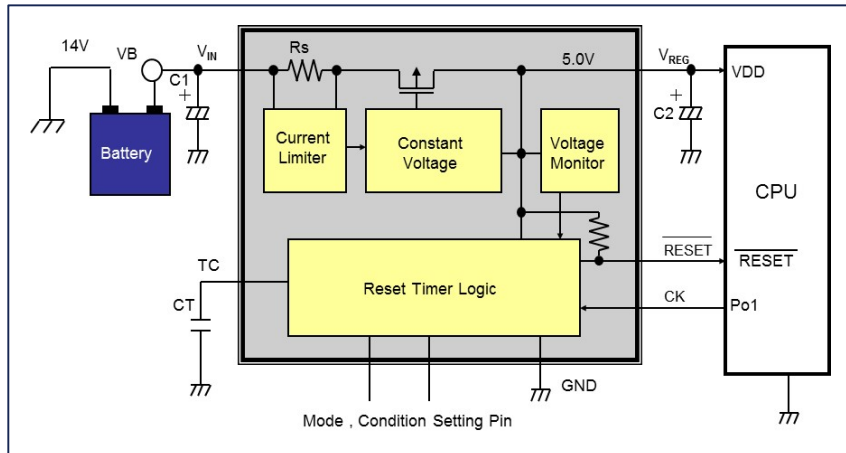 14V
VB
VIN
C1
+
Battery
Rs
5.0V
VREG
+
C2
VDD
Current
Limiter
Constant
Voltage
Voltage
Monitor
CPU
RESET
RESET
TC
CT
Reset Timer Logic
CK
Po1
GND
Mode , Condition Setting Pin